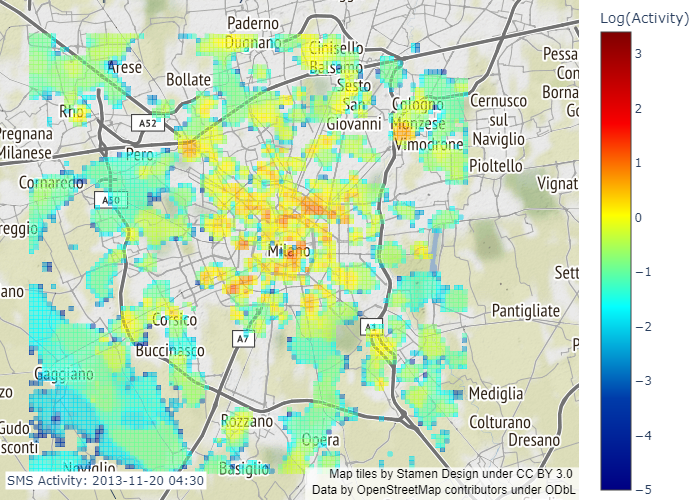 Log(Activity)
Paderno
Dugnano
Cinisello
Balsamo
Arese
Bollate
Sesto
San
Giovanni
Pessa
Con
Borna
Go
Rho
A52
Cologno
Monzese
Vimodrone
Cernusco
sul
Naviglio
Pregnana
Milanese
Pero
Pioltello
Cornaredo
A50
Vignat
reggio
Milano
Sett
ano
Pantigliate
Corsico
A7
A1
P
Buccinasco
Gaggiano
zo
Mediglia
Rozzano
Colturano
Gudo
sconti
Opera
Dresano
Noviglio
Basiglio
SMS Activity: 2013-11-20 04:30
Map tiles by Stamen Design under CC BY 3.0
Data by OpenStreetMap contributors under ODbL
3
2
1
0
−1
−2
−3
−4
−5